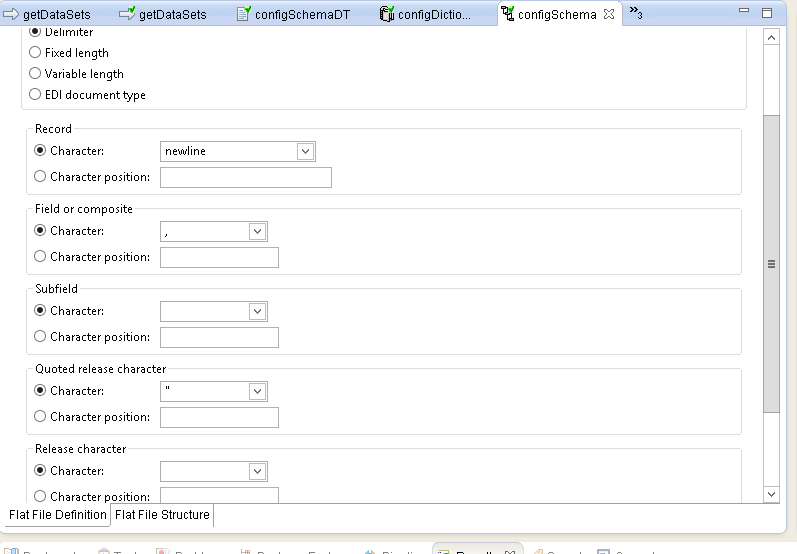 getDataSets getDataSets configSchemaDT configDictio... configSchema »3
Delimiter
Fixed length
Variable length
EDI document type
Record
Character: newline
Character position:
Field or composite
Character: ,
Character position:
Subfield
Character:
Character position:
Quoted release character
Character: "
Character position:
Release character
Character:
Character position:
Flat File Definition Flat File Structure